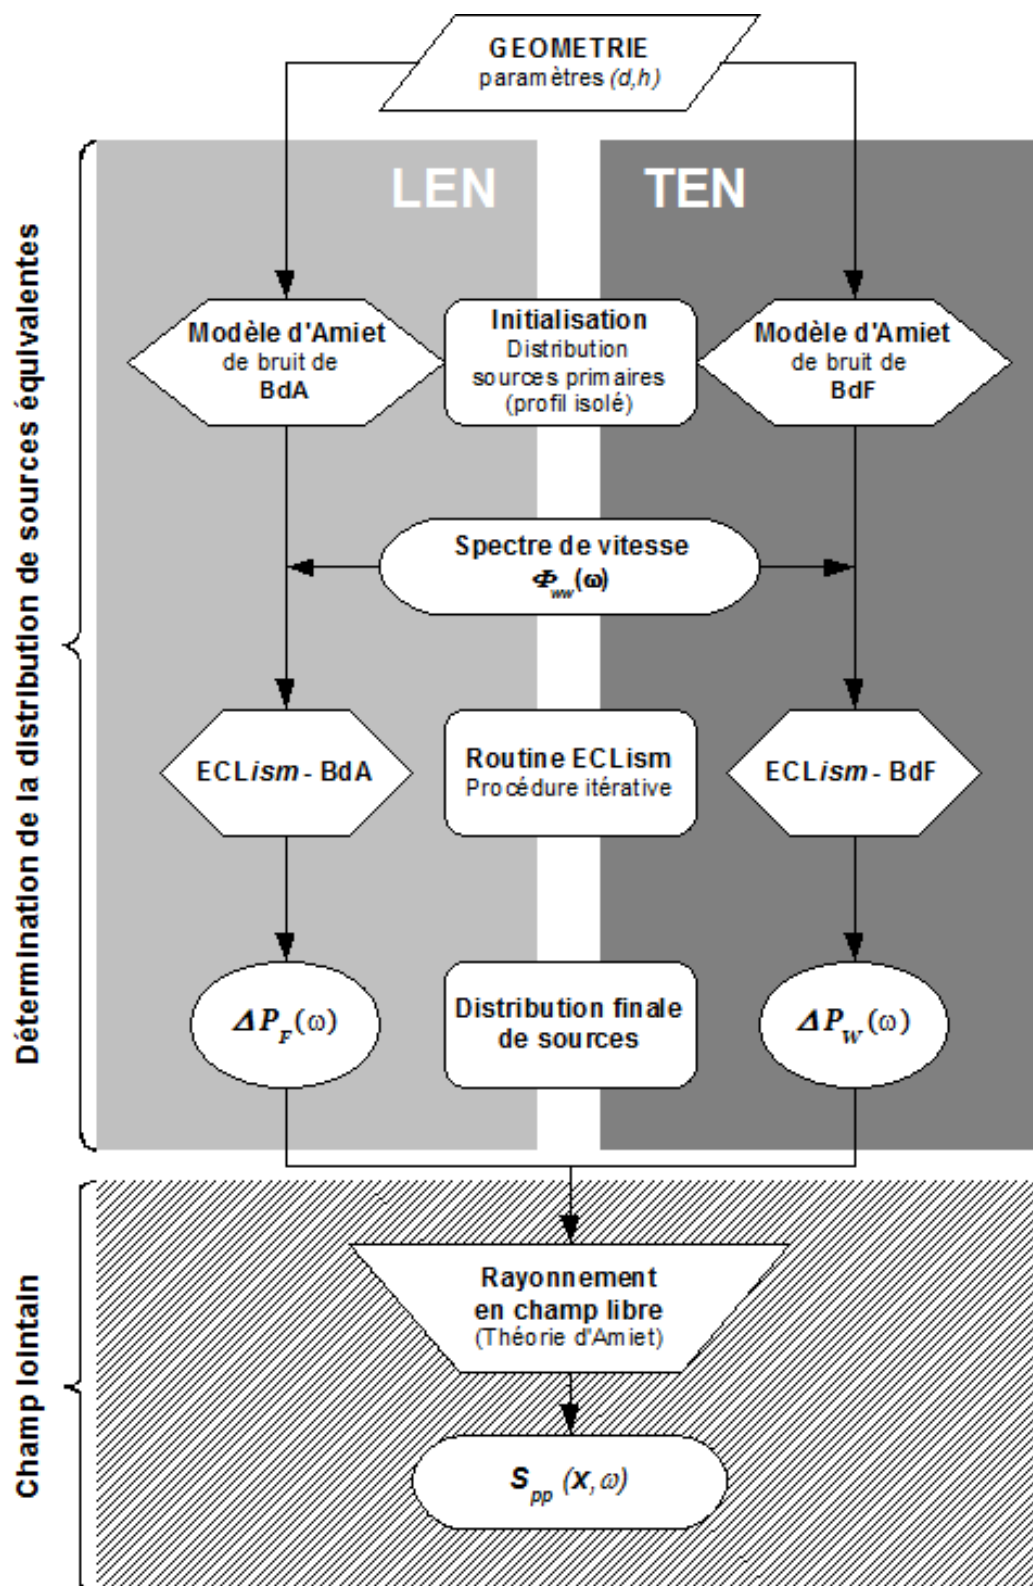 GEOMETRIE
paramètres (d,h)
LEN
TEN
Modèle d'Amiet
de bruit de
BdA
Initialisation
Distribution
sources primaires
(profil isolé)
Modèle d'Amiet
de bruit de
BdF
Spectre de vitesse
Φww(ω)
ECLism - BdA
Routine ECLism
Procédure itérative
ECLism - BdF
ΔPF(ω)
Distribution finale
de sources
ΔPW(ω)
Détermination de la distribution de sources équivalentes
Rayonnement
en champ libre
(Théorie d'Amiet)
Spp (x,ω)
Champ lointain